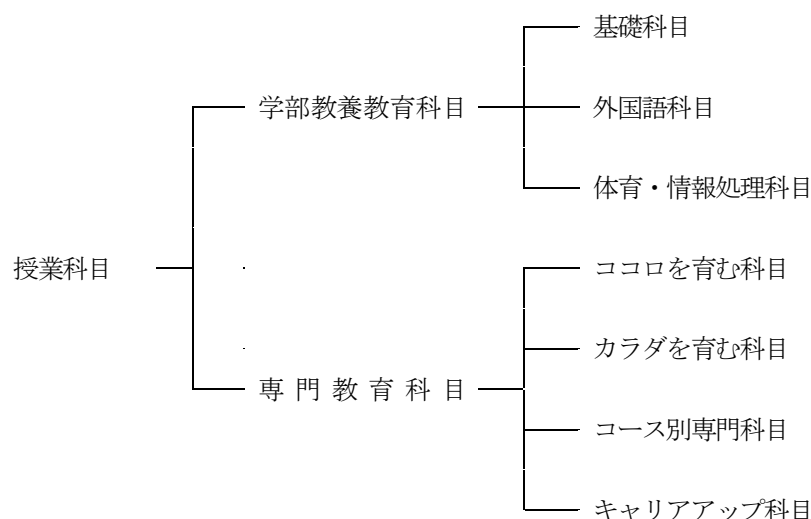 基礎科目
学部教養教育科目
外国語科目
体育・情報処理科目
授業科目
ココロを育む科目
カラダを育む科目
専門教育科目
コース別専門科目
キャリアアップ科目